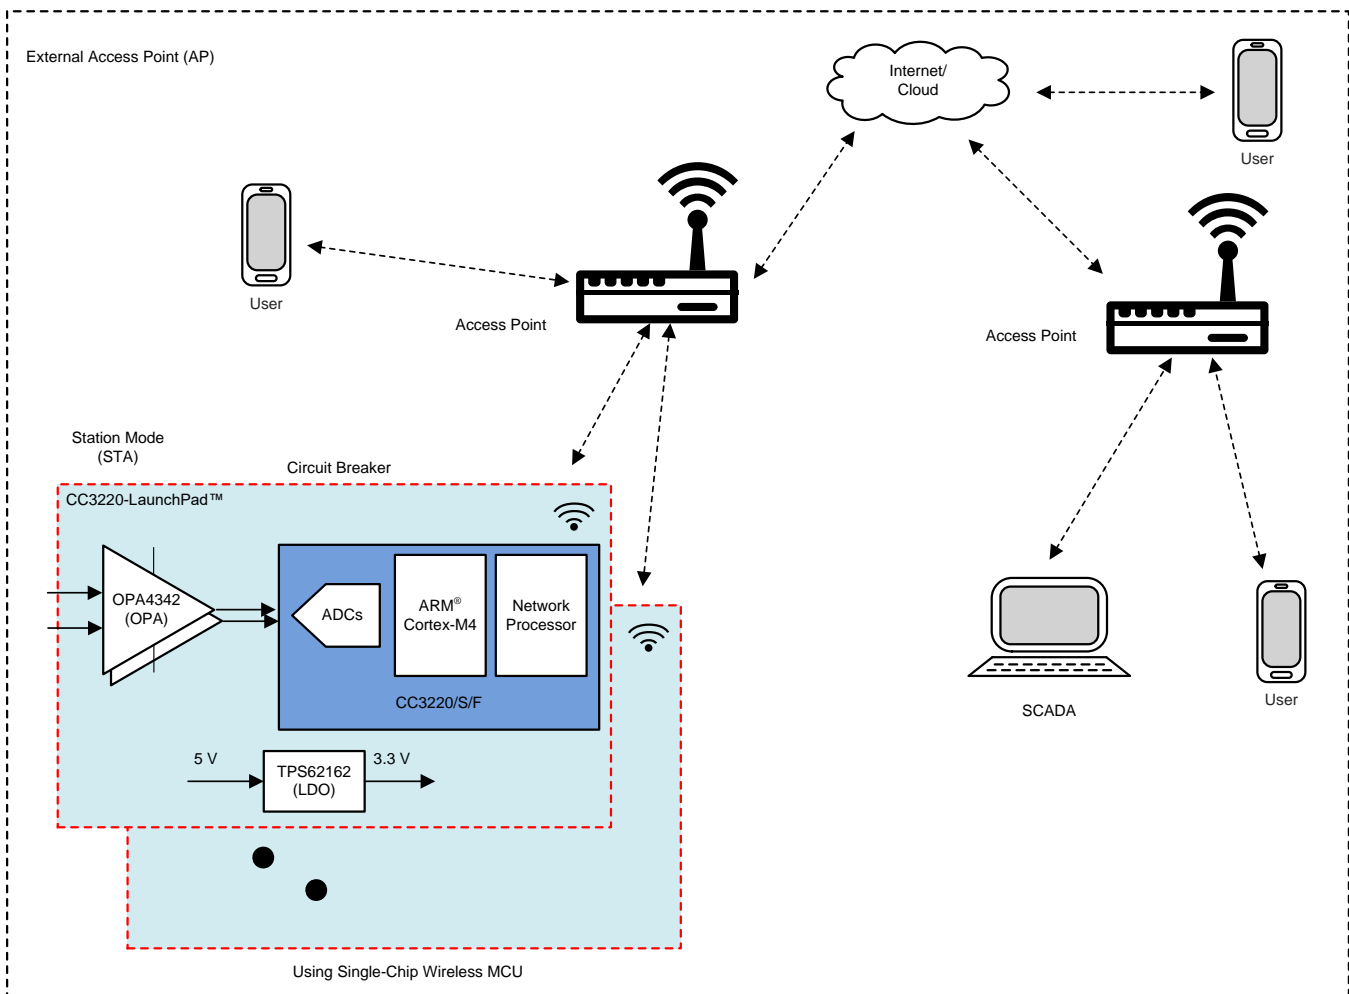 External Access Point (AP)
Internet/
Cloud
User
User
Access Point
Access Point
Station Mode
(STA)
Circuit Breaker
CC3220-LaunchPad™
OPA4342
(OPA)
ADCs
ARM®
Cortex-M4
Network
Processor
CC3220/S/F
5 V
TPS62162
(LDO)
3.3 V
SCADA
User
Using Single-Chip Wireless MCU